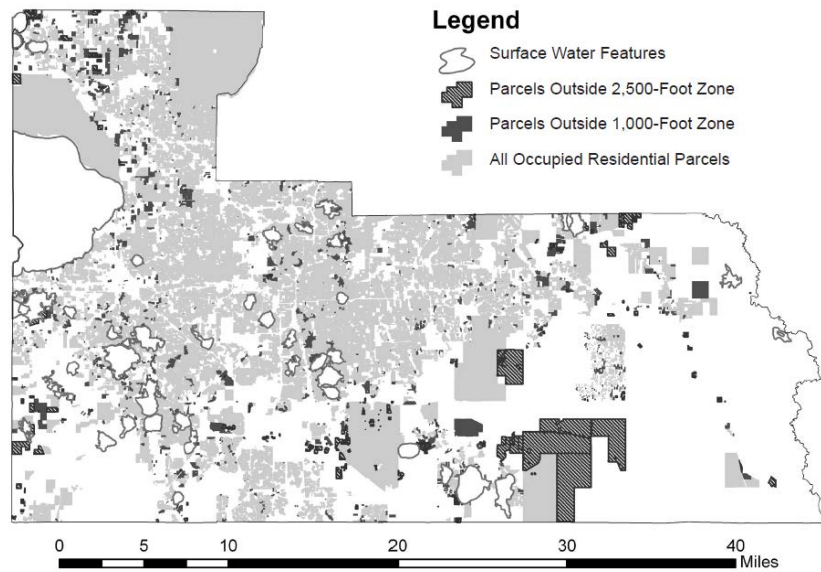 Legend
Surface Water Features
Parcels Outside 2,500-Foot Zone
Parcels Outside 1,000-Foot Zone
All Occupied Residential Parcels
0 5 10 20 30 40
Miles